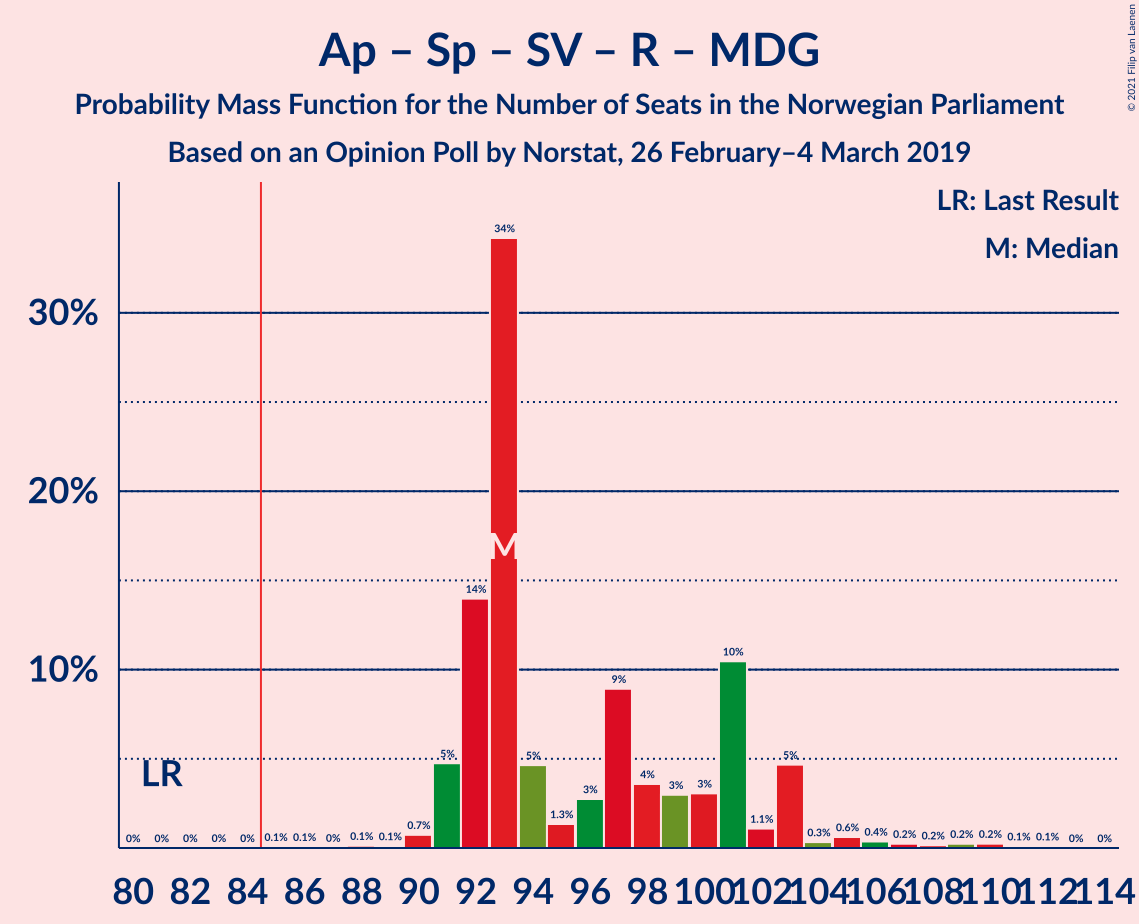 Ap – Sp – SV – R – MDG
Probability Mass Function for the Number of Seats in the Norwegian Parliament
Based on an Opinion Poll by Norstat, 26 February–4 March 2019
© 2021 Filip van Laenen
LR: Last Result
M: Median
30%
20%
10%
34%
M
14%
10%
9%
LR
0% 0% 0% 0% 0% 0.1% 0.1% 0% 0.1% 0.1% 0.7% 5% 5% 1.3% 3% 4% 3% 3% 1.1% 5% 0.3% 0.6% 0.4% 0.2% 0.2% 0.2% 0.2% 0.1% 0.1% 0% 0%
80 82 84 86 88 90 92 94 96 98 100 102 104 106 108 110 112 114